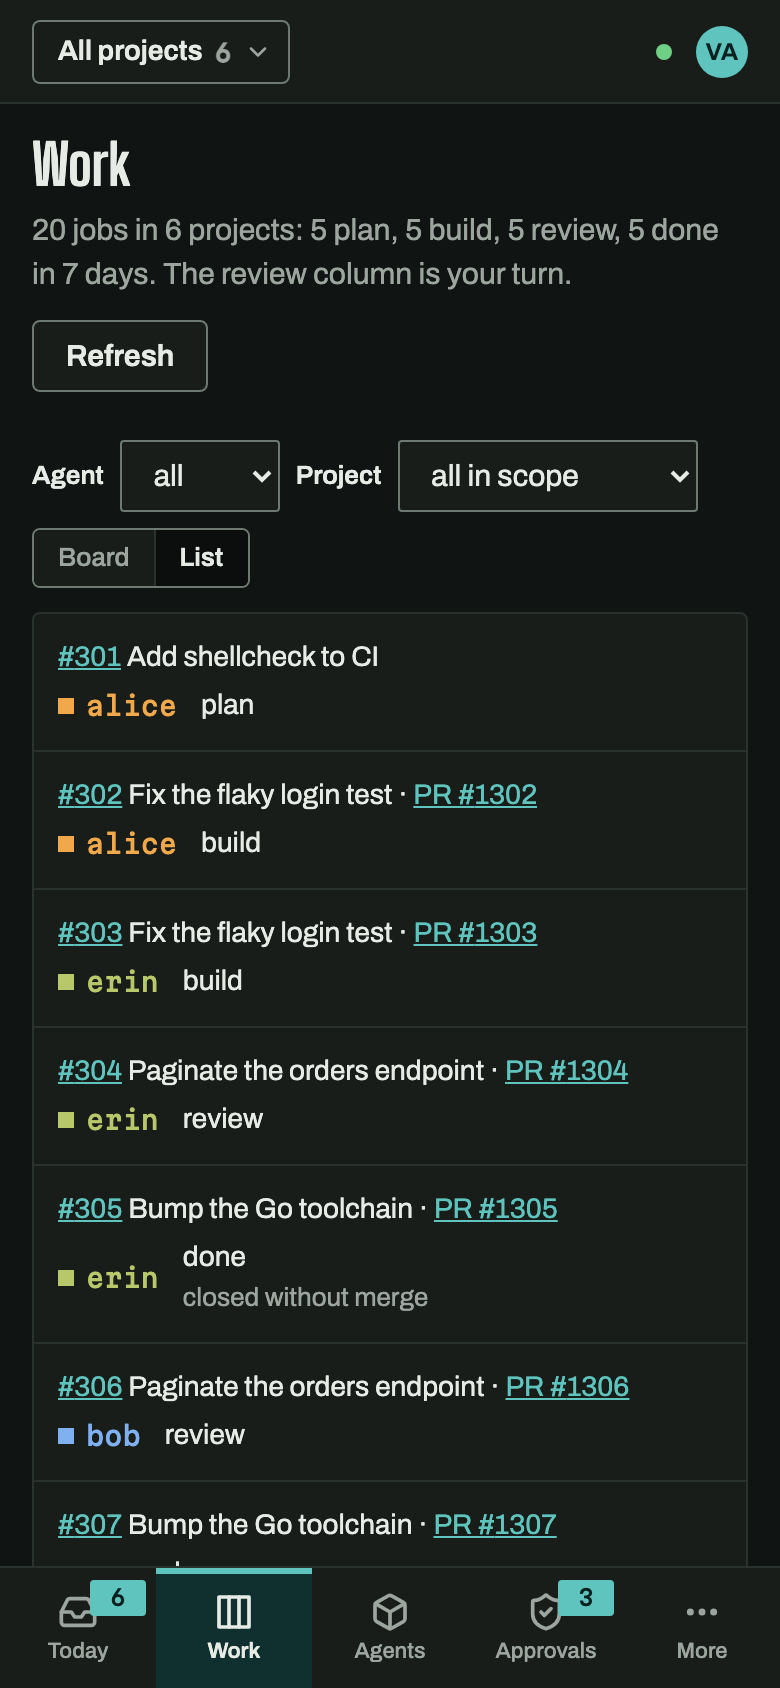 All projects 6
VA
Work
20 jobs in 6 projects: 5 plan, 5 build, 5 review, 5 done
in 7 days. The review column is your turn.
Refresh
Agent all Project all in scope
Board List
#301 Add shellcheck to CI
alice plan
#302 Fix the flaky login test · PR #1302
alice build
#303 Fix the flaky login test · PR #1303
erin build
#304 Paginate the orders endpoint · PR #1304
erin review
#305 Bump the Go toolchain · PR #1305
erin done
closed without merge
#306 Paginate the orders endpoint · PR #1306
bob review
#307 Bump the Go toolchain · PR #1307
6 3
Today Work Agents Approvals More